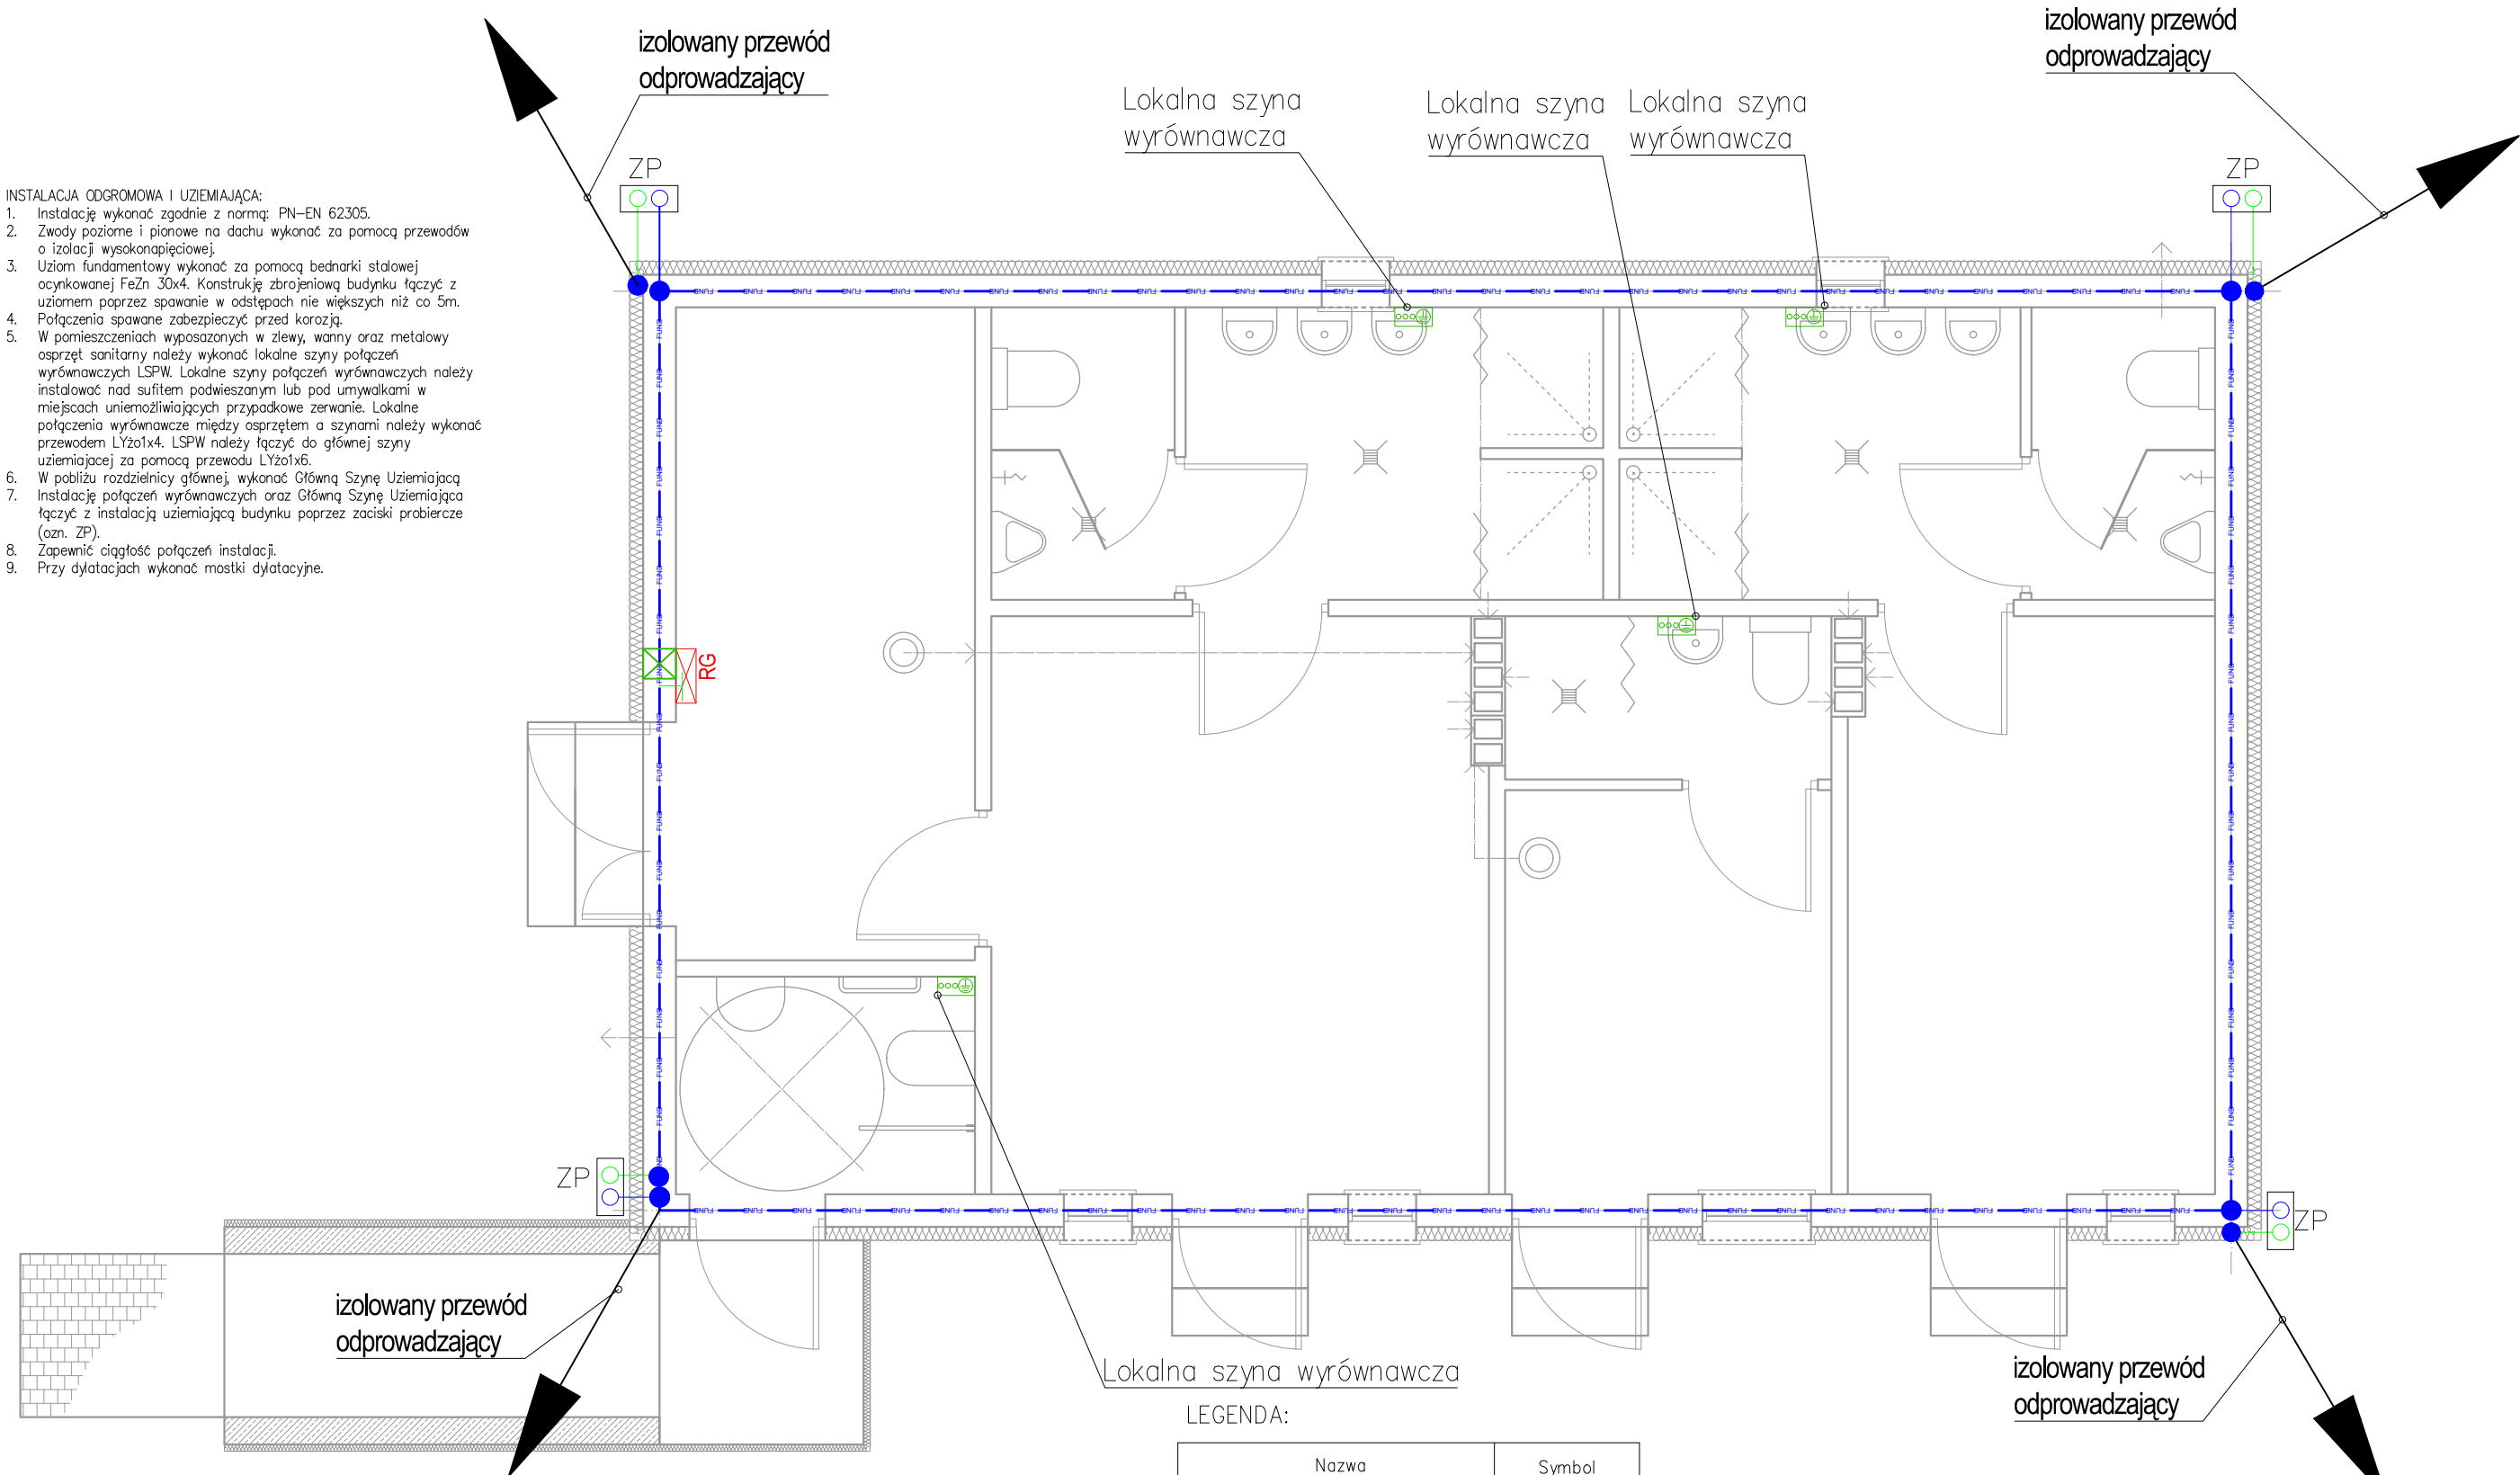 izolowany przewód
odprowadzający
izolowany przewód
odprowadzający
Lokalna szyna
wyrównawcza
Lokalna szyna
wyrównawcza
Lokalna szyna
wyrównawcza
ZP
ZP
INSTALACJA ODGROMOWA I UZIEMIAJĄCA:
1. Instalację wykonać zgodnie z normą: PN-EN 62305.
2. Zwody poziome i pionowe na dachu wykonać za pomocą przewodów
o izolacji wysokonapięciowej.
3. Uziom fundamentowy wykonać za pomocą bednarki stalowej
ocynkowanej FeZn 30x4. Konstrukję zbrojeniową budynku łączyć z
uziomem poprzez spawanie w odstępach nie większych niż co 5m.
4. Połączenia spawane zabezpieczyć przed korozją.
5. W pomieszczeniach wyposazonych w zlewy, wanny oraz metalowy
osprzęt sanitarny należy wykonać lokalne szyny połączeń
wyrównawczych LSPW. Lokalne szyny połączeń wyrównawczych należy
instalować nad sufitem podwieszanym lub pod umywalkami w
miejscach uniemożliwiających przypadkowe zerwanie. Lokalne
połączenia wyrównawcze między osprzętem a szynami należy wykonać
przewodem LYżo1x4. LSPW należy łączyć do głównej szyny
uziemiajacej za pomocą przewodu LYżo1x6.
6. W pobliżu rozdzielnicy głównej, wykonać Główną Szynę Uziemiajacą
7. Instalację połączeń wyrównawczych oraz Główną Szynę Uziemiająca
łączyć z instalacją uziemiającą budynku poprzez zaciski probiercze
(ozn. ZP).
8. Zapewnić ciągłość połączeń instalacji.
9. Przy dylatacjach wykonać mostki dylatacyjne.
RG
ZP
ZP
izolowany przewód
odprowadzający
Lokalna szyna wyrównawcza
izolowany przewód
odprowadzający
LEGENDA:
Nazwa Symbol